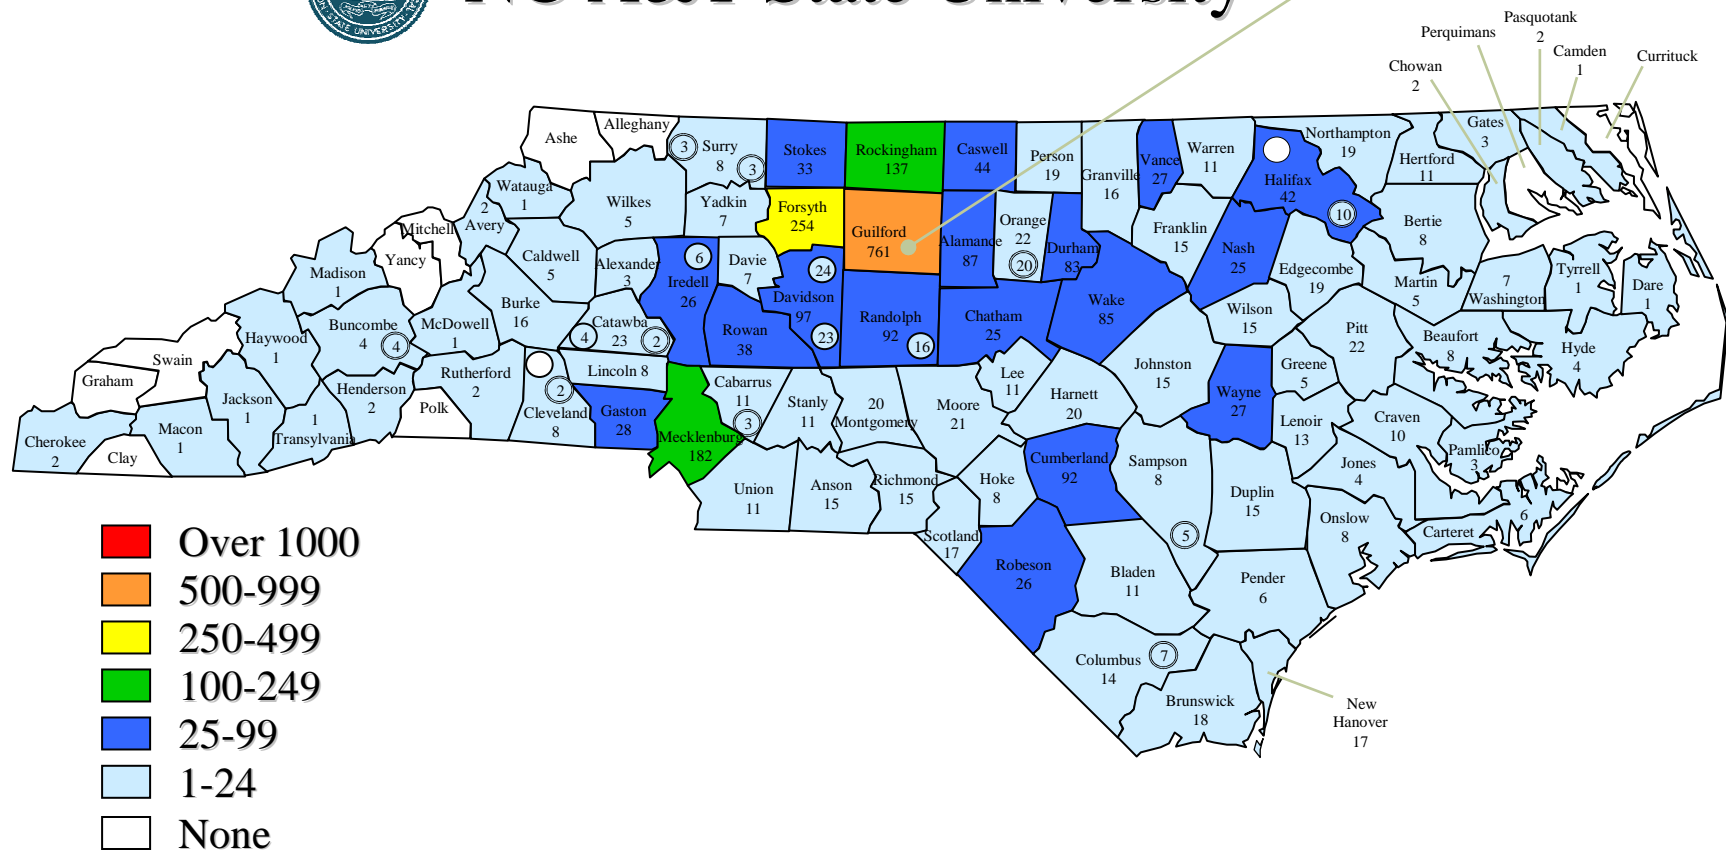 NC A&T State University
STATE UNIVERSITY
Pasquotank
2
Perquimans
Camden
1
Currituck
Chowan
2
Ashe
Alleghany
3
Surry
8
3
Stokes
33
Rockingham
137
Caswell
44
Person
19
Granville
16
Vance
27
Warren
11
Halifax
42
10
Northampton
19
Hertford
11
Gates
3
Watauga
1
2
Avery
Mitchell
Yancy
Wilkes
5
Yadkin
7
Forsyth
254
Guilford
761
Alamance
87
Orange
22
20
Durham
83
Franklin
15
Nash
25
Edgecombe
19
Bertie
8
Martin
5
7
Washington
Tyrrell
1
Dare
1
Madison
1
Caldwell
5
Alexander
3
6
Iredell
26
Davie
7
24
Davidson
97
23
Randolph
92
16
Chatham
25
Wake
85
Wilson
15
Pitt
22
Beaufort
8
Hyde
4
Haywood
1
Buncombe
4
4
McDowell
1
Burke
16
Catawba
4
23
2
Rowan
38
Swain
Graham
Jackson
1
Henderson
2
Rutherford
2
Polk
2
Cleveland
8
Lincoln 8
Gaston
28
Mecklenburg
182
Cabarrus
11
3
Stanly
11
20
Montgomery
Moore
21
Lee
11
Harnett
20
Johnston
15
Wayne
27
Greene
5
Lenoir
13
Craven
10
Pamlico
3
Jones
4
Cherokee
2
Clay
Macon
1
1
Transylvania
Union
11
Anson
15
Richmond
15
Hoke
8
Scotland
17
Cumberland
92
Sampson
8
5
Duplin
15
Onslow
8
Carteret
6
Robeson
26
Bladen
11
Pender
6
Columbus
14
7
Brunswick
18
New
Hanover
17
Over 1000
500-999
250-499
100-249
25-99
1-24
None